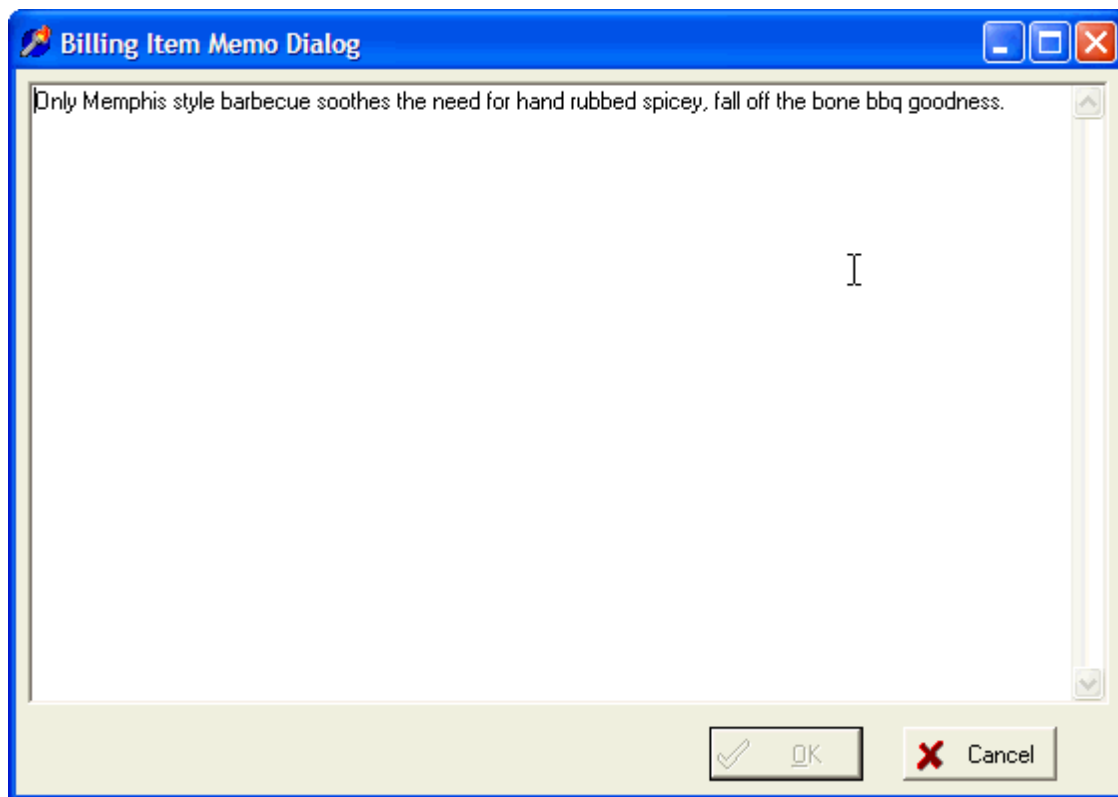 Billing Item Memo Dialog
Only Memphis style barbecue soothes the need for hand rubbed spicey, fall off the bone bbq goodness.
OK
Cancel